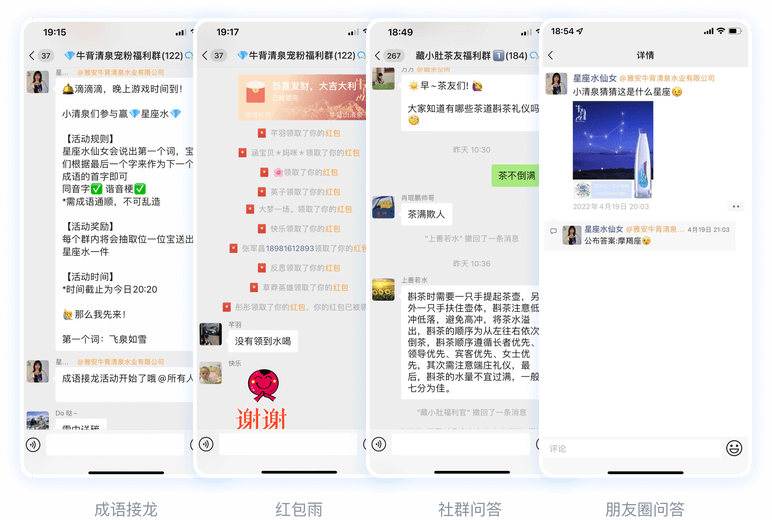 19:15
37
💎牛背清泉宠粉福利群(122)
星... @雅安牛背清泉水业有限公司
🛎滴滴滴，晚上游戏时间到！
小清泉们参与赢💎星座水💎
【活动规则】
星座水仙女会说出第一个词，宝
们根据最后一个字来作为下一个
成语的首字即可
同音字✅ 谐音梗✅
*需成语通顺，不可乱造
【活动奖励】
每个群内将会抽取位一位宝送出
星座水一件
【活动时间】
*时间截止为今日20:20
🙋那么我先来！
第一个词：飞泉如雪
星... @雅安牛背清泉水业有限公司
成语接龙活动开始了哦@所有人
Do 哒~
雪中送碳
成语接龙
19:17
37
💎牛背清泉宠粉福利群(122)
恭喜发财，大吉大利
芊羽领取了你的红包
涵宝贝＊妈咪＊领取了你的红包
🌸领取了你的红包
英子领取了你的红包
大梦一场。领取了你的红包
快乐领取了你的红包
张军县18981612893领取了你的红包
反思领取了你的红包
草莽英雄领取了你的红包
彤彤领取了你的红包，你的红包已被领
芊羽
没有领到水喝
快乐
谢谢
红包雨
18:49
267
藏小肚茶友福利群1️⃣(184)
☀️早~茶友们！🙋
大家知道有哪些茶道斟茶礼仪吗
🤔
昨天 10:30
茶不倒满
肖琨鹏帅哥
茶满欺人
"上善若水" 撤回了一条消息
昨天 10:36
上善若水
斟茶时需要一只手提起茶壶，另
外一只手扶住壶体，斟茶注意低
冲低落，避免高冲，将茶水溢
出，斟茶的顺序为从左往右依次
倒茶，斟茶顺序遵循长者优先、
领导优先、宾客优先、女士优
先，其次需注意端庄礼仪，最
后，斟茶的水量不宜过满，一般
七分为佳。
"藏小肚福利官" 撤回了一条消息
社群问答
18:54
详情
星座水仙女 @雅安牛背清泉水业有限公司
小清泉猜猜这是什么星座😉
2022年4月19日 20:03
星座水仙女 @雅安牛背清泉... 4月19日 21:03
公布答案:摩羯座😉
评论
朋友圈问答